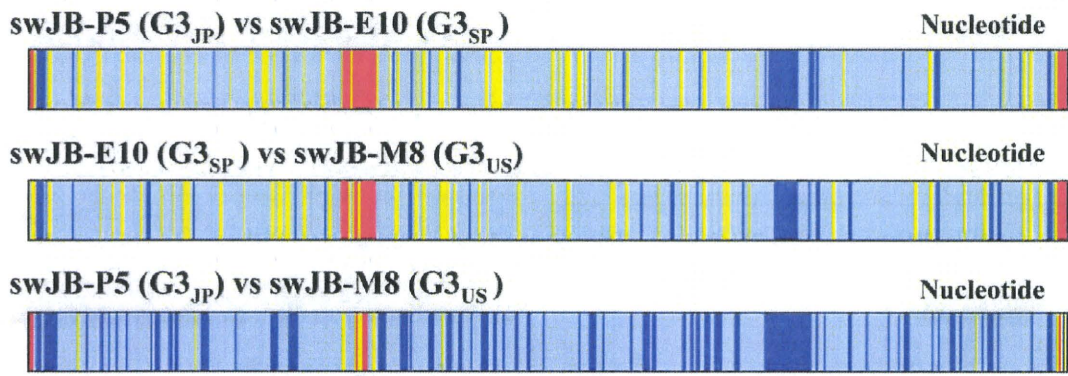 swJB-P5 (G3JP) vs swJB-E10 (G3SP) Nucleotide
swJB-E10 (G3SP) vs swJB-M8 (G3US) Nucleotide
swJB-P5 (G3JP) vs swJB-M8 (G3US) Nucleotide